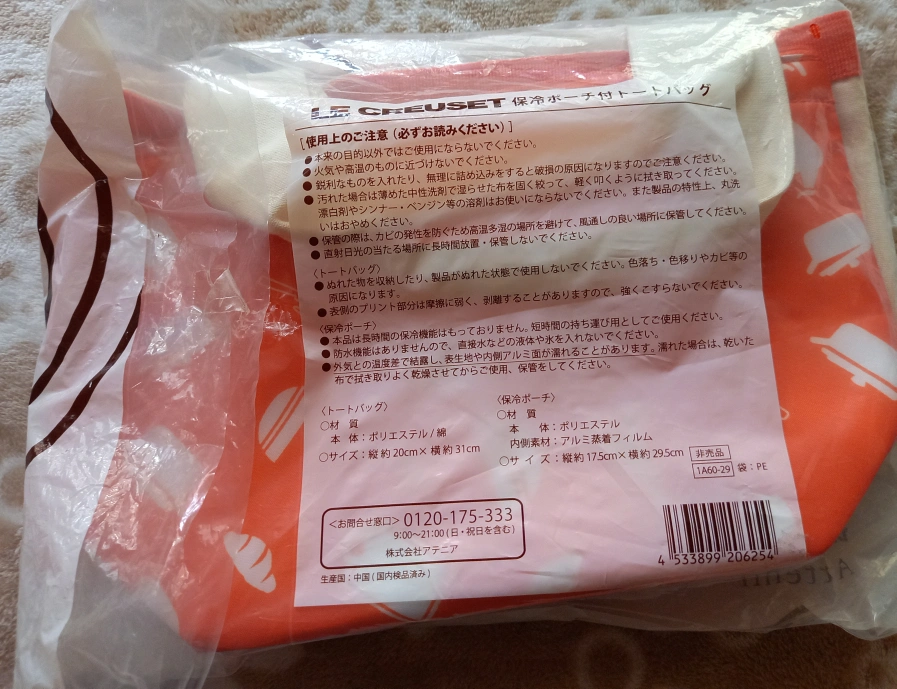 LE CREUSET 保冷ポーチ付トートバッグ
[使用上のご注意（必ずお読みください）]
●本来の目的以外ではご使用にならないでください。
●火気や高温のものに近づけないでください。
●鋭利なものを入れたり、無理に詰め込みをすると破損の原因になりますのでご注意ください。
●汚れた場合は薄めた中性洗剤で湿らせた布を固く絞って、軽く叩くように拭き取ってください。
漂白剤やシンナー・ベンジン等の溶剤はお使いにならないでください。また製品の特性上、丸洗
いはおやめください。
●保管の際は、カビの発生を防ぐため高温多湿の場所を避けて、風通しの良い場所に保管してください。
●直射日光の当たる場所に長時間放置・保管しないでください。
〈トートバッグ〉
●ぬれた物を収納したり、製品がぬれた状態で使用しないでください。色落ち・色移りやカビ等の
原因になります。
●表側のプリント部分は摩擦に弱く、剥離することがありますので、強くこすらないでください。
〈保冷ポーチ〉
●本品は長時間の保冷機能はもっておりません。短時間の持ち運び用としてご使用ください。
●防水機能はありませんので、直接水などの液体や氷を入れないでください。
●外気との温度差で結露し、表生地や内側アルミ面が濡れることがあります。濡れた場合は、乾いた
布で拭き取りよく乾燥させてからご使用、保管をしてください。
〈トートバッグ〉
○材 質
本 体：ポリエステル/綿
○サイズ：縦約20cm×横約31cm
〈保冷ポーチ〉
○材 質
本 体：ポリエステル
内側素材：アルミ蒸着フィルム
○サイズ：縦約17.5cm×横約29.5cm
非売品
1A60-29 袋：PE
＜お問合せ窓口＞0120-175-333
9:00～21:00(日・祝日を含む)
株式会社アテニア
生産国：中国(国内検品済み)
4 533899 206254